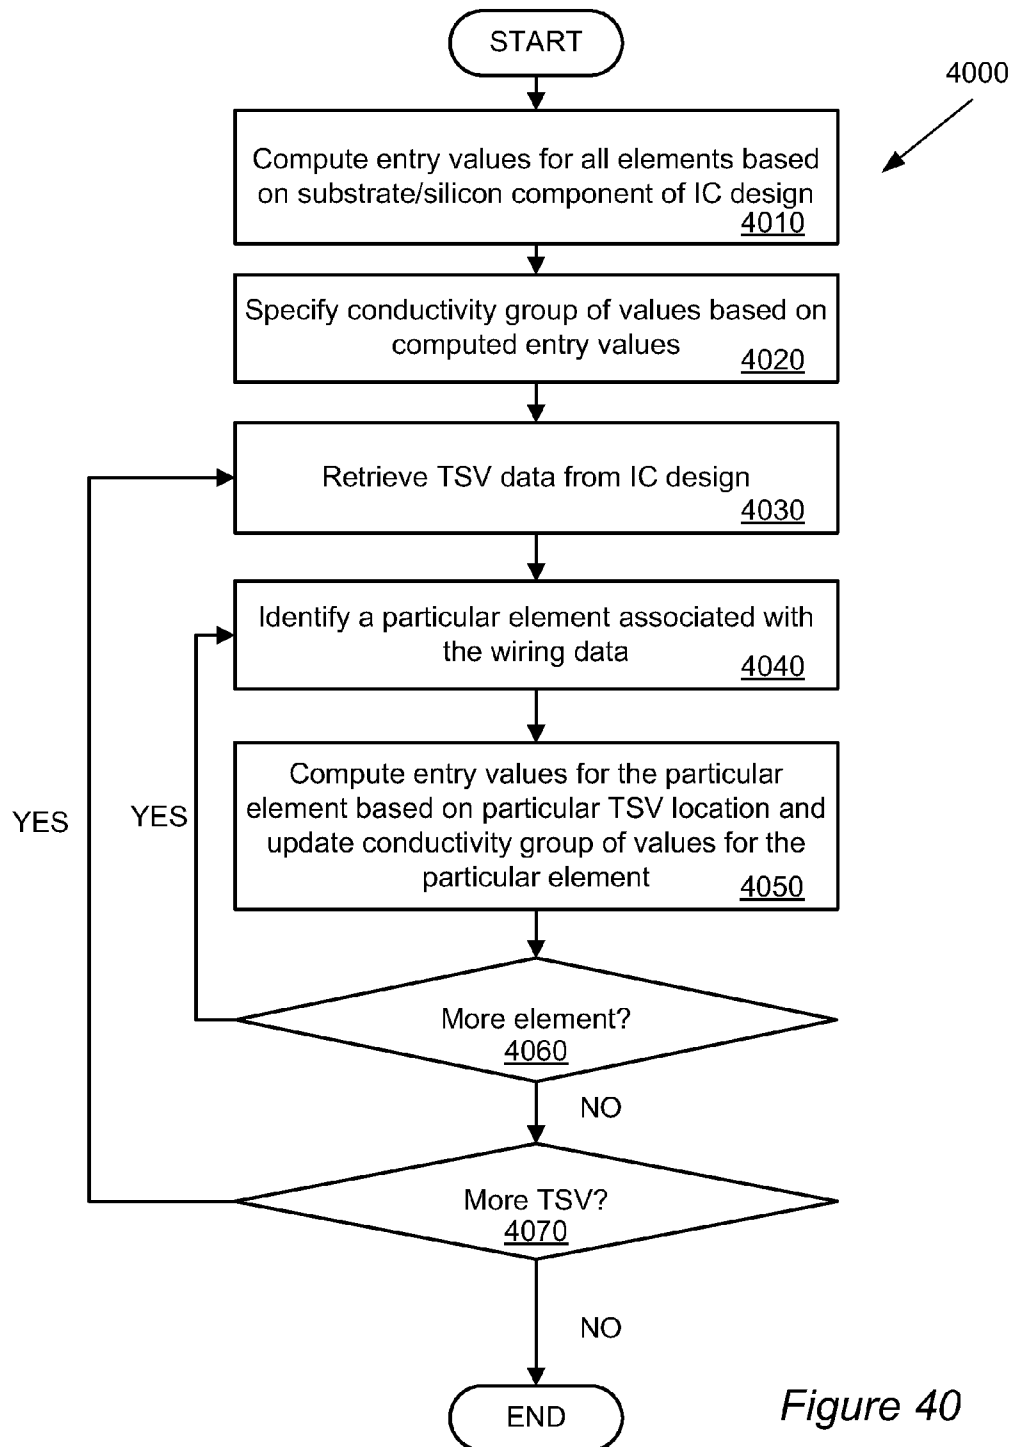 START
4000
Compute entry values for all elements based
on substrate/silicon component of IC design
4010
Specify conductivity group of values based on
computed entry values
4020
Retrieve TSV data from IC design
4030
Identify a particular element associated with
the wiring data
4040
Compute entry values for the particular
element based on particular TSV location and
update conductivity group of values for the
particular element
4050
YES
YES
More element?
4060
NO
More TSV?
4070
NO
END
Figure 40